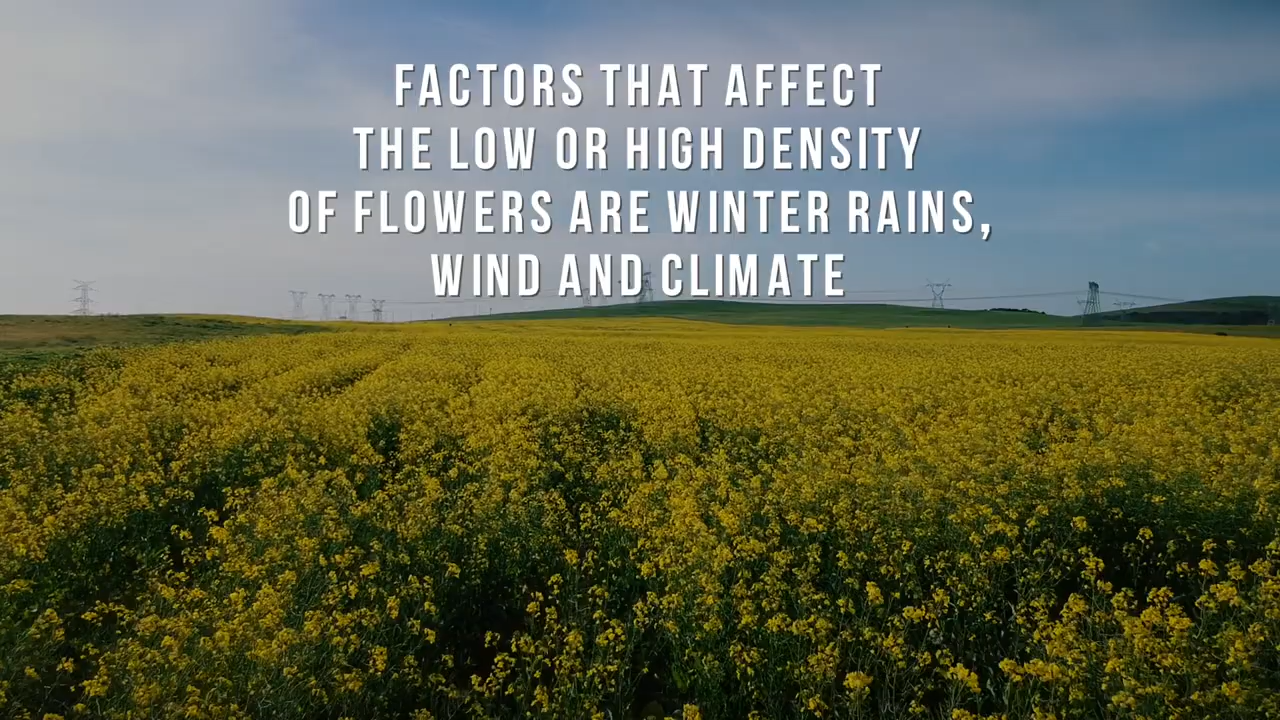 FACTORS THAT AFFECT
THE LOW OR HIGH DENSITY
OF FLOWERS ARE WINTER RAINS,
WIND AND CLIMATE